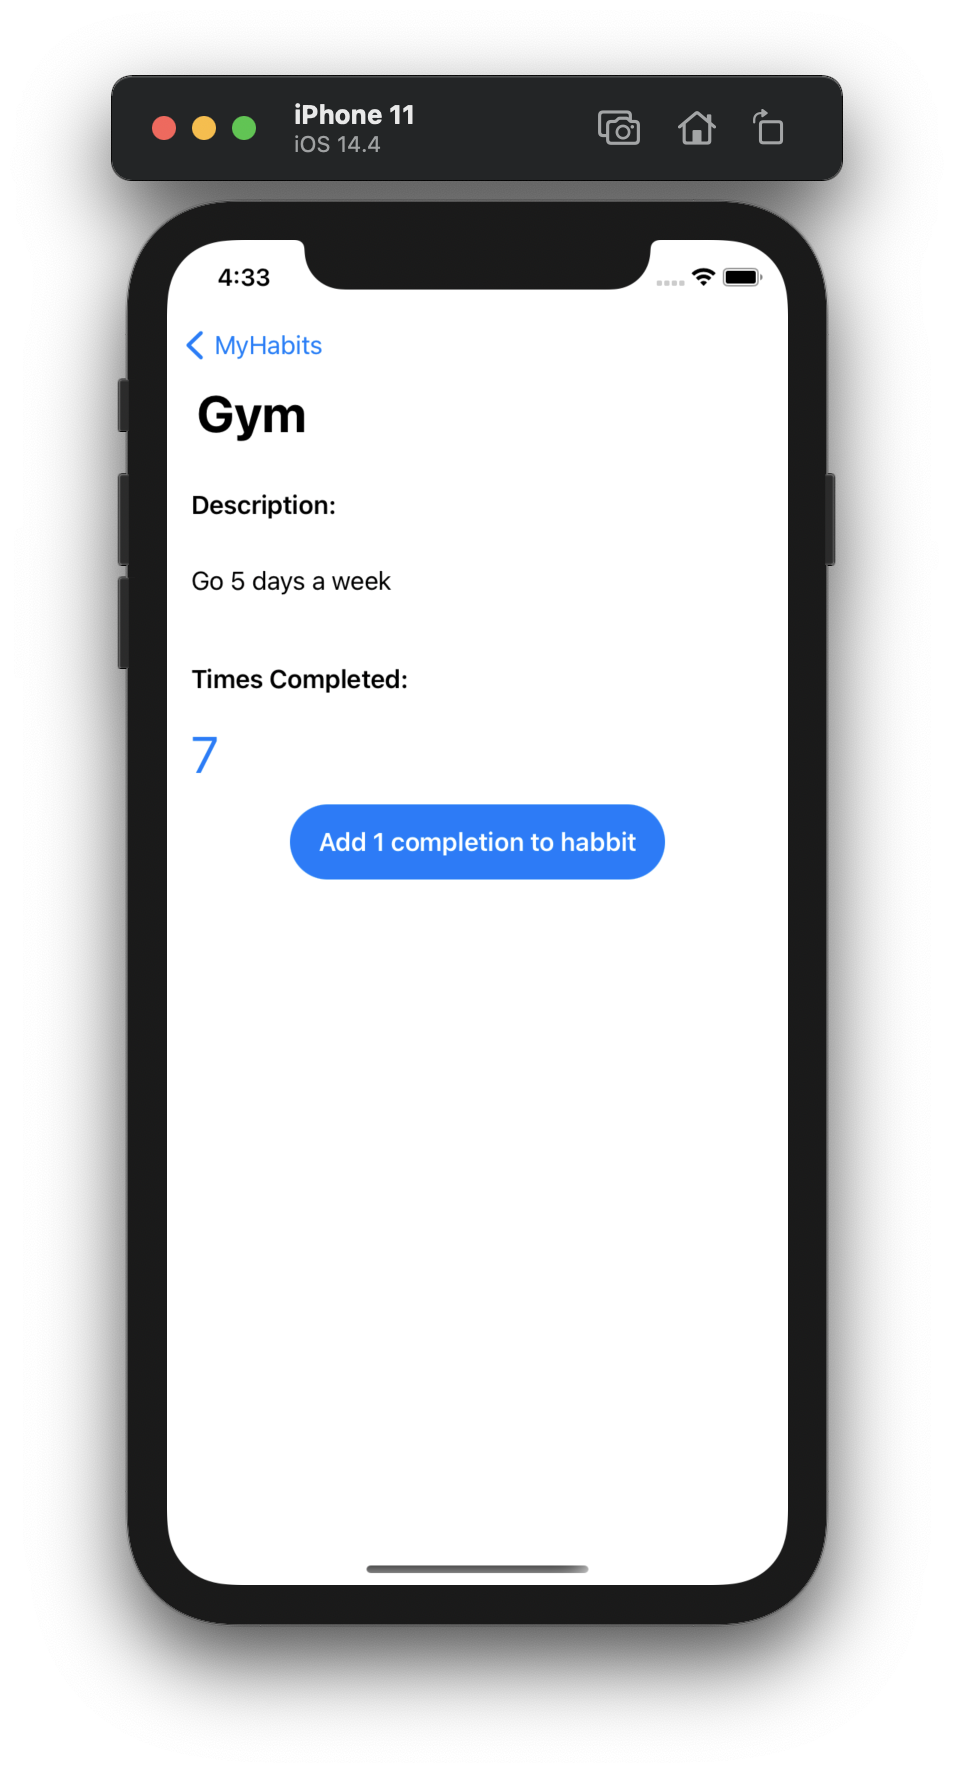 iPhone 11
iOS 14.4
4:33
MyHabits
Gym
Description:
Go 5 days a week
Times Completed:
7
Add 1 completion to habbit